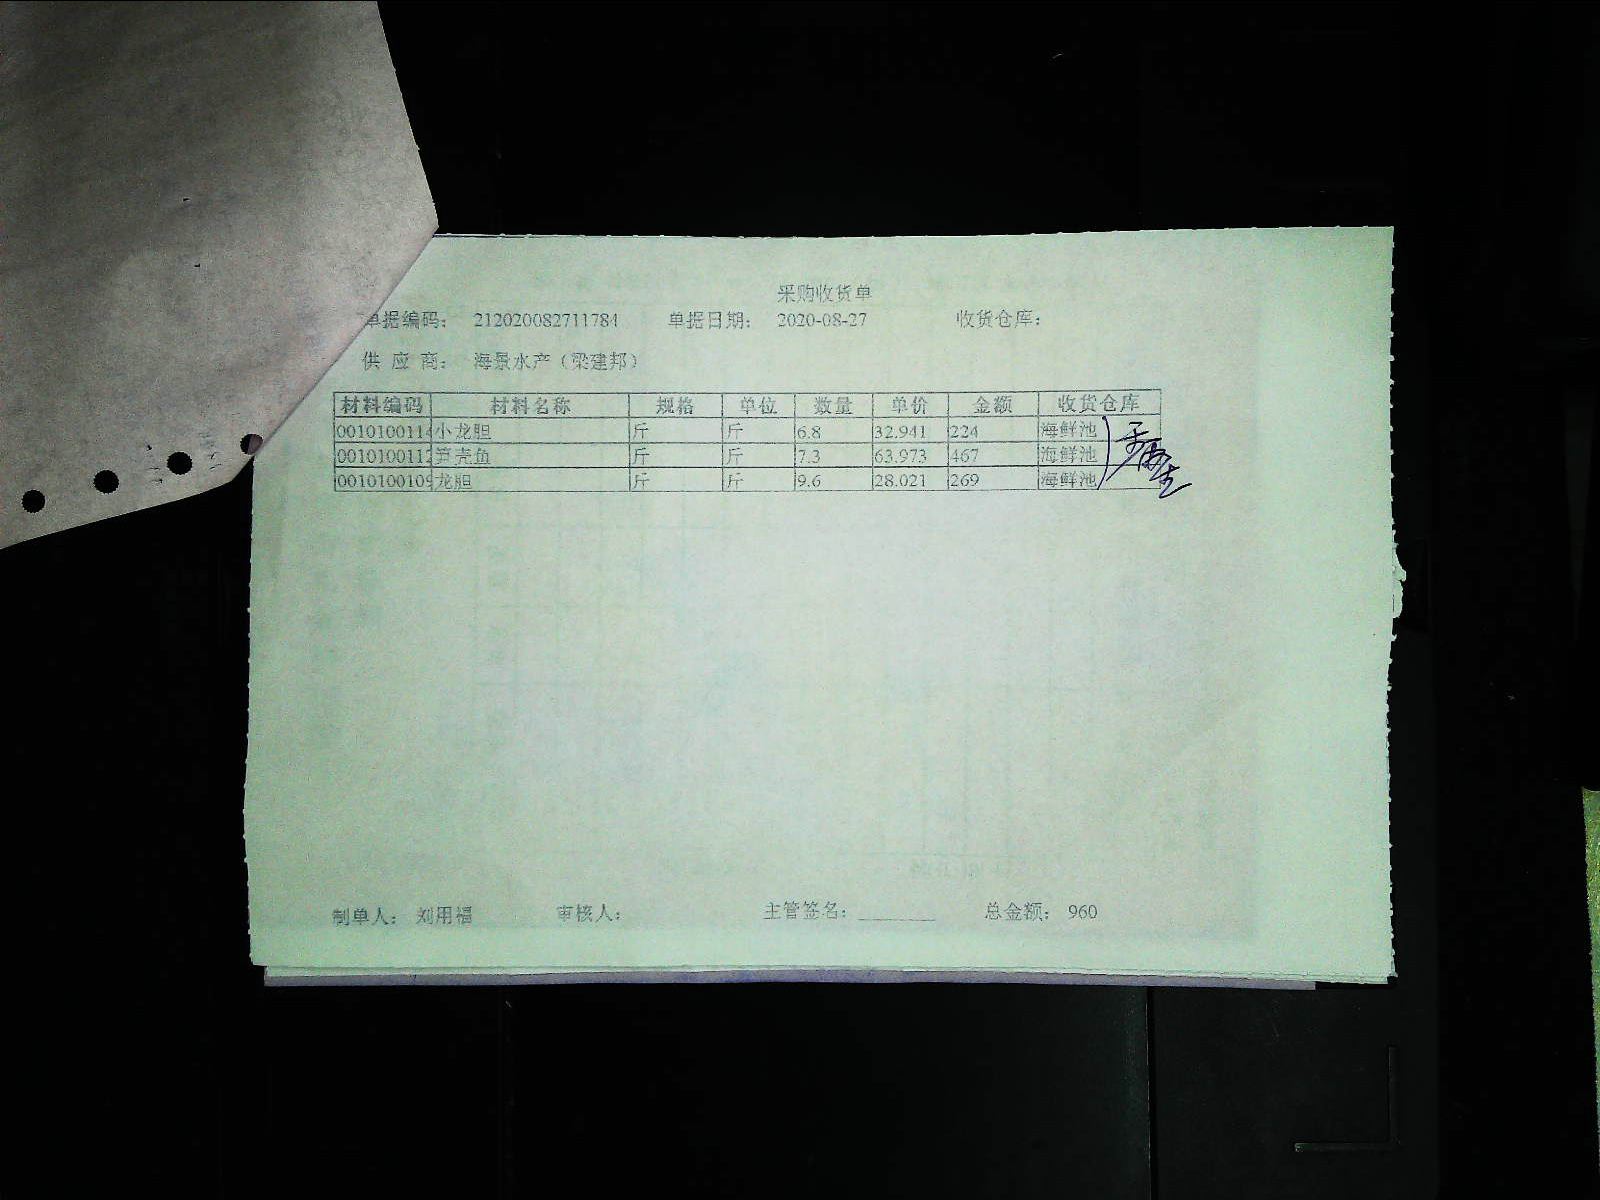 采购收货单
单据编码： 212020082711784 单据日期： 2020-08-27 收货仓库：
供 应 商： 海景水产（梁建邦）
材料编码 材料名称 规格 单位 数量 单价 金额 收货仓库
0010100114 小龙胆 斤 斤 6.8 32.941 224 海鲜池
0010100112 笋壳鱼 斤 斤 7.3 63.973 467 海鲜池
0010100109 龙胆 斤 斤 9.6 28.021 269 海鲜池
制单人： 刘用福 审核人： 主管签名： 总金额： 960